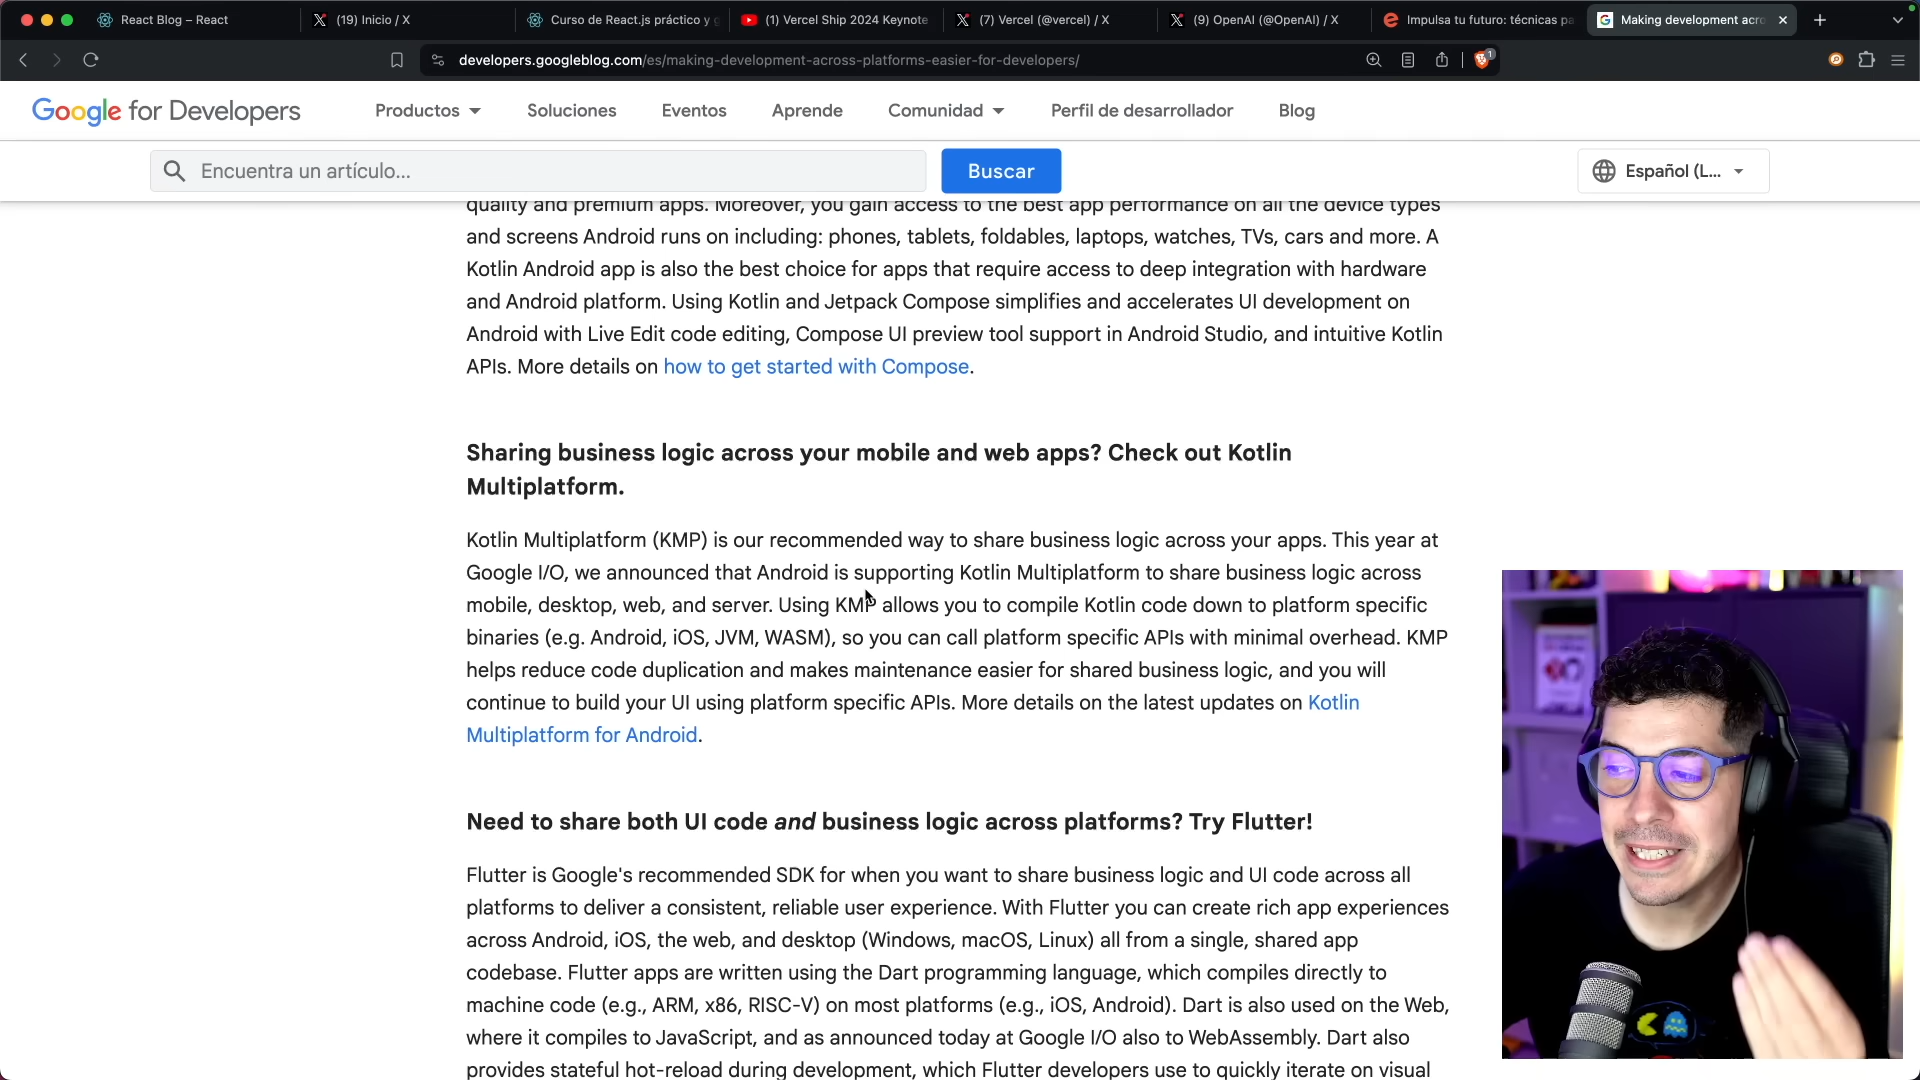 React Blog – React
(19) Inicio / X
Curso de React.js práctico y
(1) Vercel Ship 2024 Keynote
(7) Vercel (@vercel) / X
(9) OpenAI (@OpenAI) / X
Impulsa tu futuro: técnicas pa
Making development acro
developers.googleblog.com/es/making-development-across-platforms-easier-for-developers/
1
Google for Developers
Productos
Soluciones
Eventos
Aprende
Comunidad
Perfil de desarrollador
Blog
Encuentra un artículo...
Buscar
Español (L...
quality and premium apps. Moreover, you gain access to the best app performance on all the device types
and screens Android runs on including: phones, tablets, foldables, laptops, watches, TVs, cars and more. A
Kotlin Android app is also the best choice for apps that require access to deep integration with hardware
and Android platform. Using Kotlin and Jetpack Compose simplifies and accelerates UI development on
Android with Live Edit code editing, Compose UI preview tool support in Android Studio, and intuitive Kotlin
APIs. More details on how to get started with Compose.
Sharing business logic across your mobile and web apps? Check out Kotlin
Multiplatform.
Kotlin Multiplatform (KMP) is our recommended way to share business logic across your apps. This year at
Google I/O, we announced that Android is supporting Kotlin Multiplatform to share business logic across
mobile, desktop, web, and server. Using KMP allows you to compile Kotlin code down to platform specific
binaries (e.g. Android, iOS, JVM, WASM), so you can call platform specific APIs with minimal overhead. KMP
helps reduce code duplication and makes maintenance easier for shared business logic, and you will
continue to build your UI using platform specific APIs. More details on the latest updates on Kotlin
Multiplatform for Android.
Need to share both UI code and business logic across platforms? Try Flutter!
Flutter is Google's recommended SDK for when you want to share business logic and UI code across all
platforms to deliver a consistent, reliable user experience. With Flutter you can create rich app experiences
across Android, iOS, the web, and desktop (Windows, macOS, Linux) all from a single, shared app
codebase. Flutter apps are written using the Dart programming language, which compiles directly to
machine code (e.g., ARM, x86, RISC-V) on most platforms (e.g., iOS, Android). Dart is also used on the Web,
where it compiles to JavaScript, and as announced today at Google I/O also to WebAssembly. Dart also
provides stateful hot-reload during development, which Flutter developers use to quickly iterate on visual